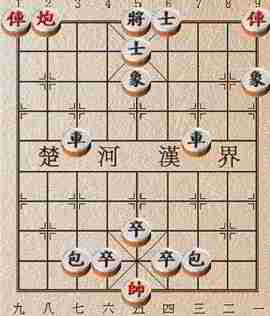 1 2 3 4 5 6 7 8 9
俥 炮 將 士 俥
士
象 象
車 車
楚 河 漢 界
卒
包 卒 卒 包
帥
九 八 七 六 五 四 三 二 一